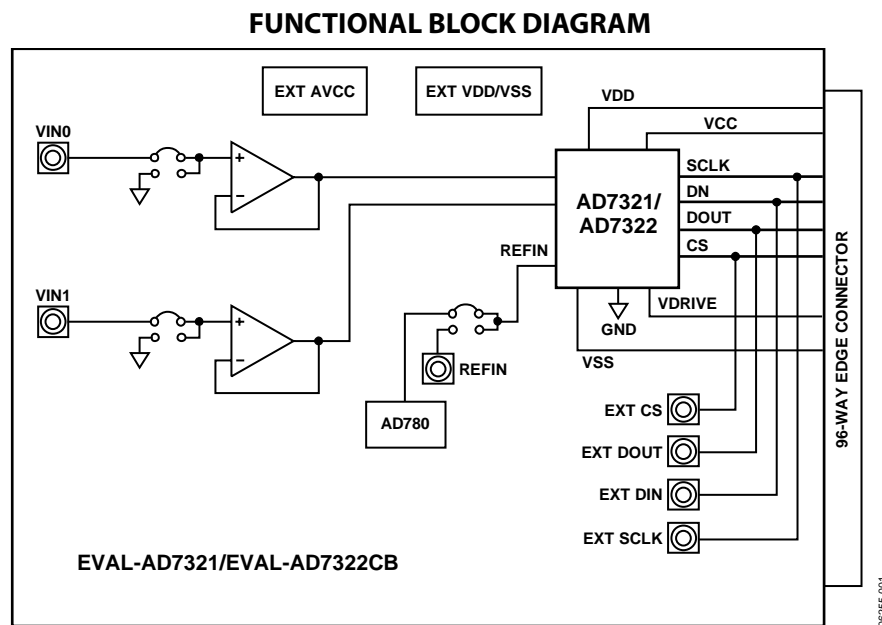 FUNCTIONAL BLOCK DIAGRAM
EXT AVCC
EXT VDD/VSS
VDD
VCC
VIN0
+
−
SCLK
DN
DOUT
CS
AD7321/
AD7322
REFIN
VIN1
+
−
VDRIVE
GND
VSS
REFIN
AD780
96-WAY EDGE CONNECTOR
EXT CS
EXT DOUT
EXT DIN
EXT SCLK
EVAL-AD7321/EVAL-AD7322CB
06255-001